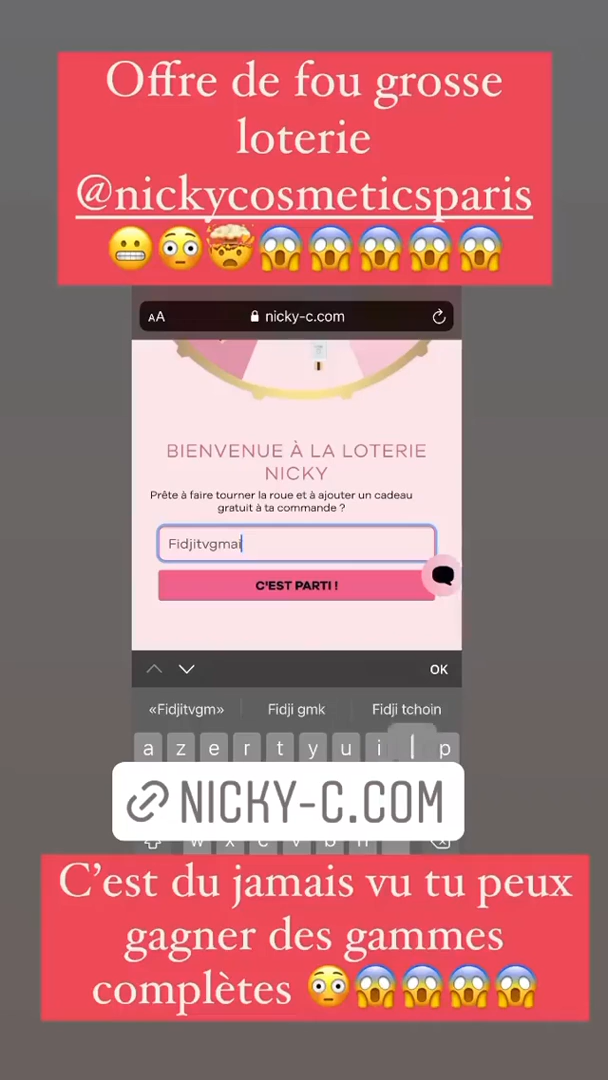 Offre de fou grosse
loterie
@nickycosmeticsparis
😬😳🤯😱😱😱😱😱
AA nicky-c.com
BIENVENUE À LA LOTERIE
NICKY
Prête à faire tourner la roue et à ajouter un cadeau
gratuit à ta commande ?
Fidjitvgmai
C'EST PARTI !
OK
«Fidjitvgm» Fidji gmk Fidji tchoin
a z e r t y u i l p
NICKY-C.COM
w x c v b n
C’est du jamais vu tu peux
gagner des gammes
complètes 😳😱😱😱😱